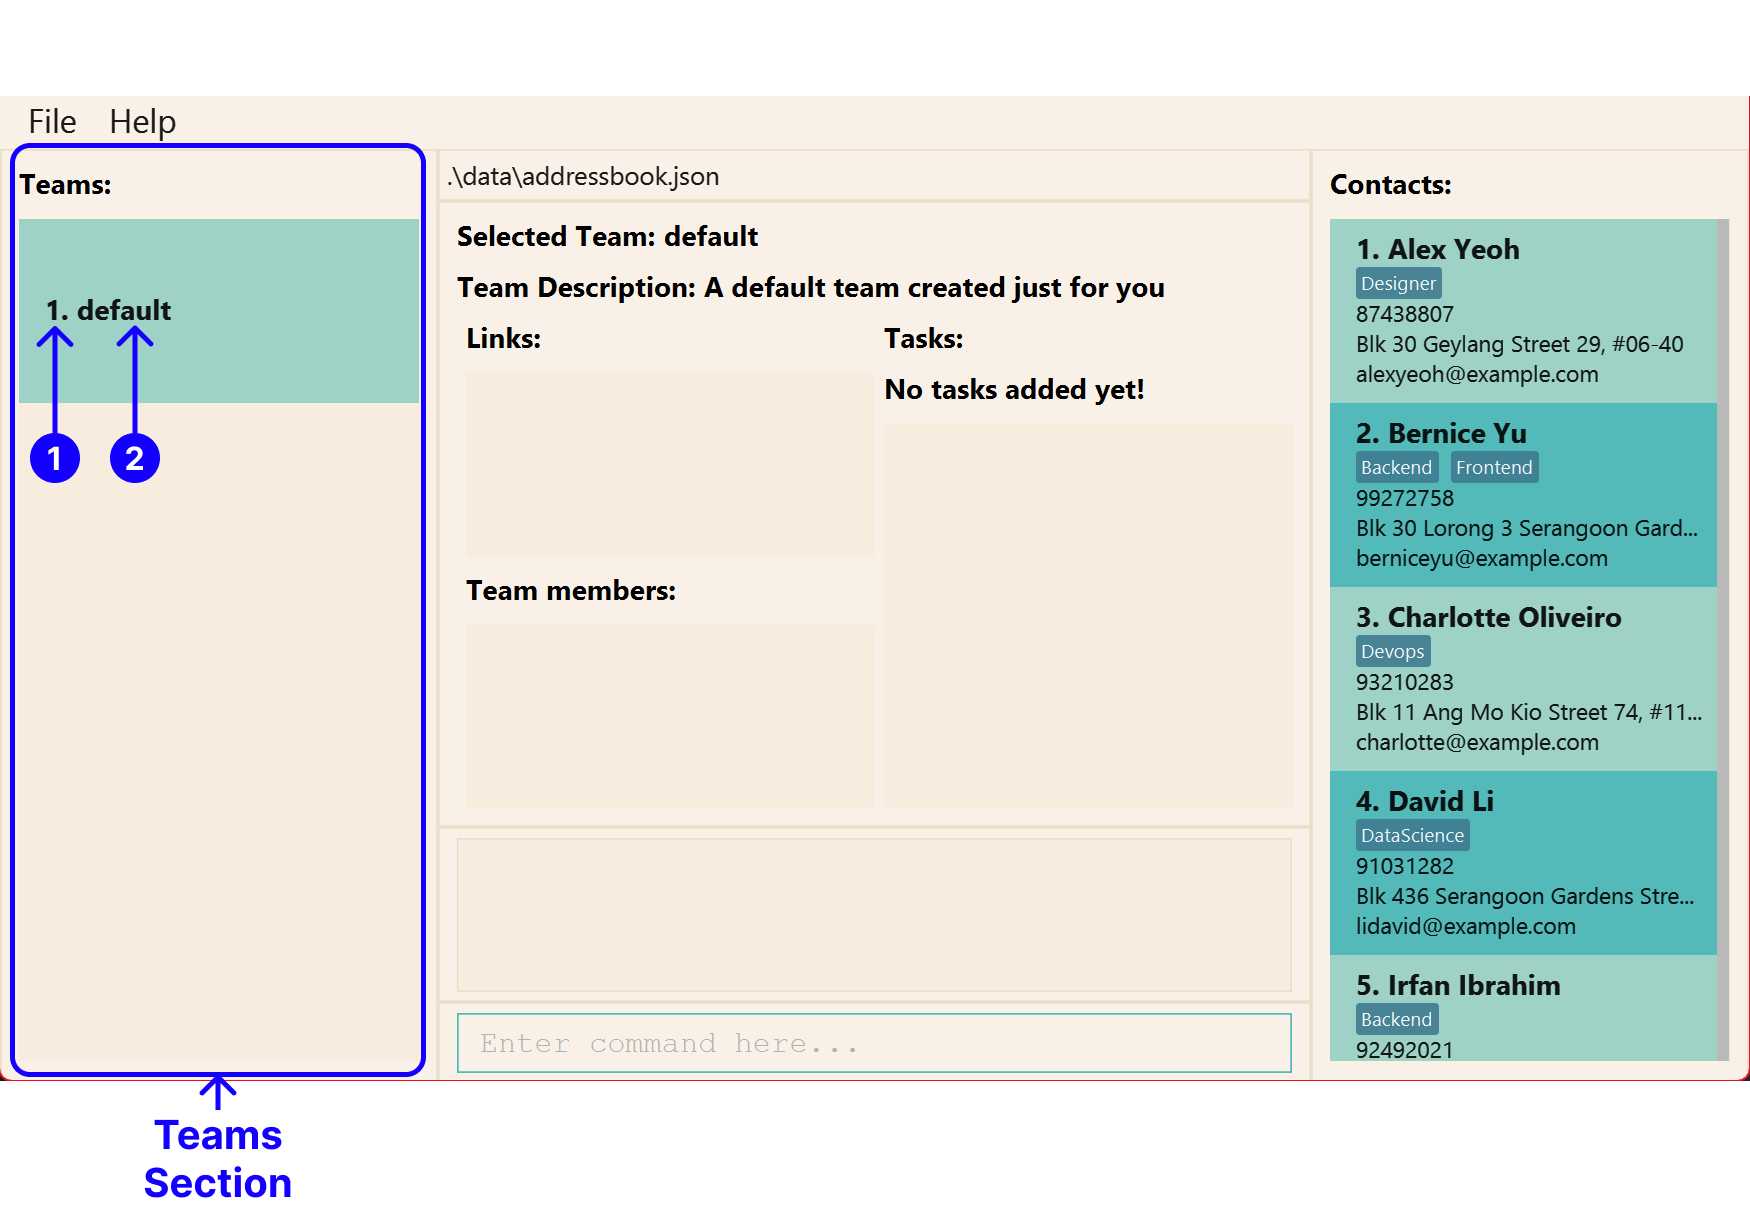 File Help
Teams:
1. default
1 2
.\data\addressbook.json
Selected Team: default
Team Description: A default team created just for you
Links:
Tasks:
No tasks added yet!
Team members:
Enter command here...
Contacts:
1. Alex Yeoh
Designer
87438807
Blk 30 Geylang Street 29, #06-40
alexyeoh@example.com
2. Bernice Yu
Backend Frontend
99272758
Blk 30 Lorong 3 Serangoon Gard...
berniceyu@example.com
3. Charlotte Oliveiro
Devops
93210283
Blk 11 Ang Mo Kio Street 74, #11...
charlotte@example.com
4. David Li
DataScience
91031282
Blk 436 Serangoon Gardens Stre...
lidavid@example.com
5. Irfan Ibrahim
Backend
92492021
Teams
Section